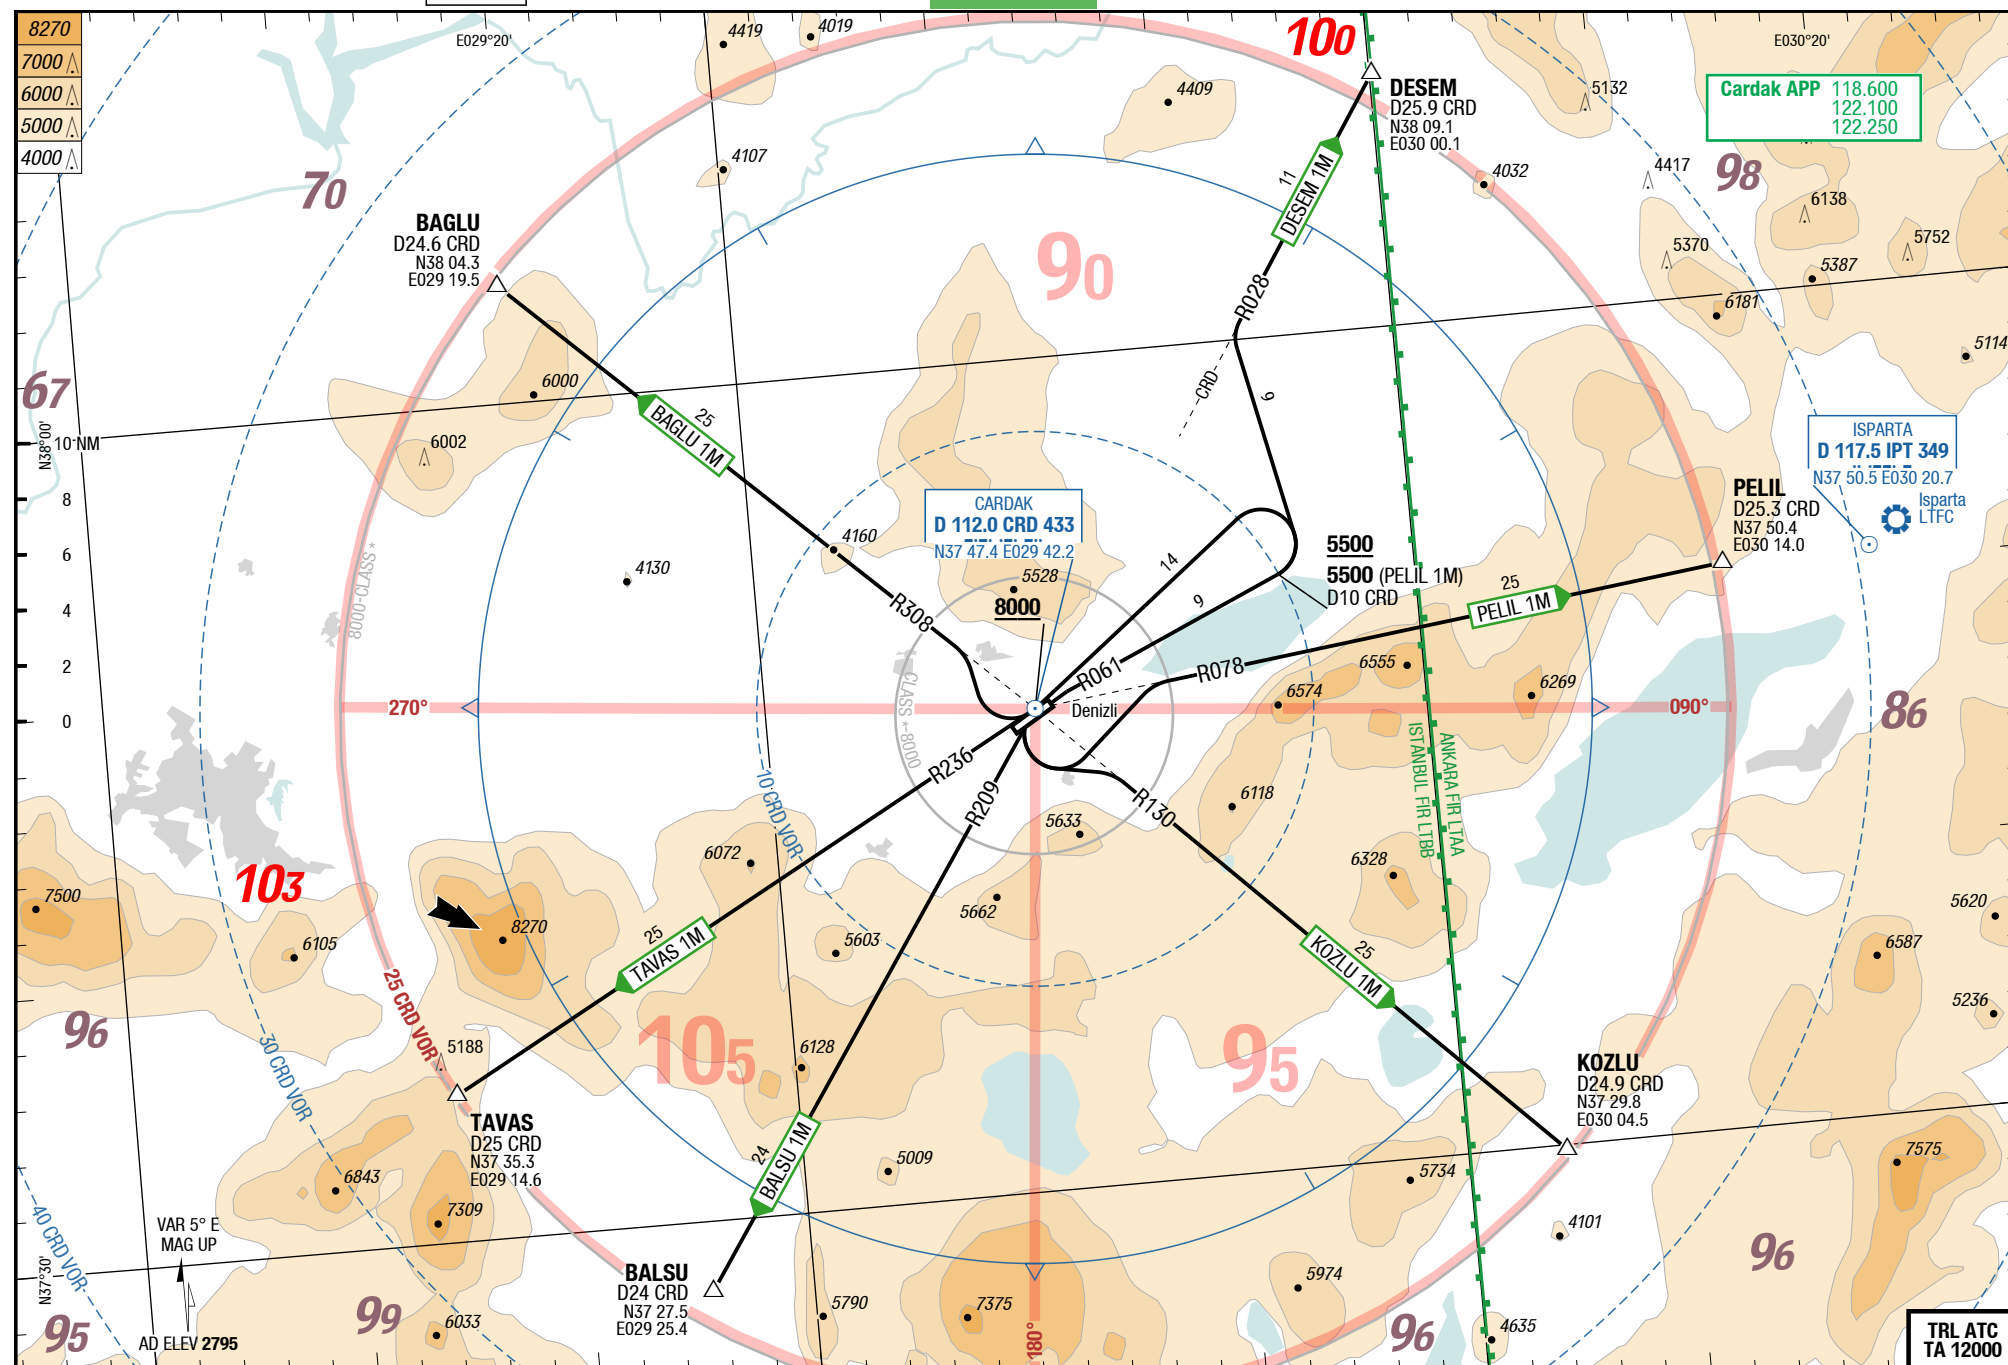 8270
7000
6000
5000
4000
E029°20'
4419
4019
100
E030°20'
DESEM
D25.9 CRD
N38 09.1
E030 00.1
5132
Cardak APP 118.600
122.100
122.250
4409
4107
4032
4417
98
70
6138
BAGLU
D24.6 CRD
N38 04.3
E029 19.5
11
DESEM 1M
90
5370
5752
5387
R028
6181
5114
67
6000
CRD
9
25
BAGLU 1M
6002
N38°00'
10 NM
8
6
4
2
0
ISPARTA
D 117.5 IPT 349
N37 50.5 E030 20.7
Isparta
LTFC
PELIL
D25.3 CRD
N37 50.4
E030 14.0
CARDAK
D 112.0 CRD 433
N37 47.4 E029 42.2
4160
4130
14
5500
5500 (PELIL 1M)
D10 CRD
25
PELIL 1M
5528
8000
9
8000-CLASS *
R308
R061
R078
6555
6574
6269
CLASS *-8000
270°
Denizli
090°
86
ISTANBUL FIR LTBB
ANKARA FIR LTAA
R236
R209
R130
10 CRD VOR
6118
5633
6072
6328
103
7500
8270
5662
5620
6105
25
TAVAS 1M
5603
25
KOZLU 1M
6587
25 CRD VOR
5236
96
30 CRD VOR
5188
105
6128
95
KOZLU
D24.9 CRD
N37 29.8
E030 04.5
TAVAS
D25 CRD
N37 35.3
E029 14.6
24
BALSU 1M
5009
5734
7575
6843
7309
40 CRD VOR
VAR 5° E
MAG UP
4101
96
N37°30'
BALSU
D24 CRD
N37 27.5
E029 25.4
5974
99
5790
7375
95
6033
AD ELEV 2795
180°
96
4635
TRL ATC
TA 12000